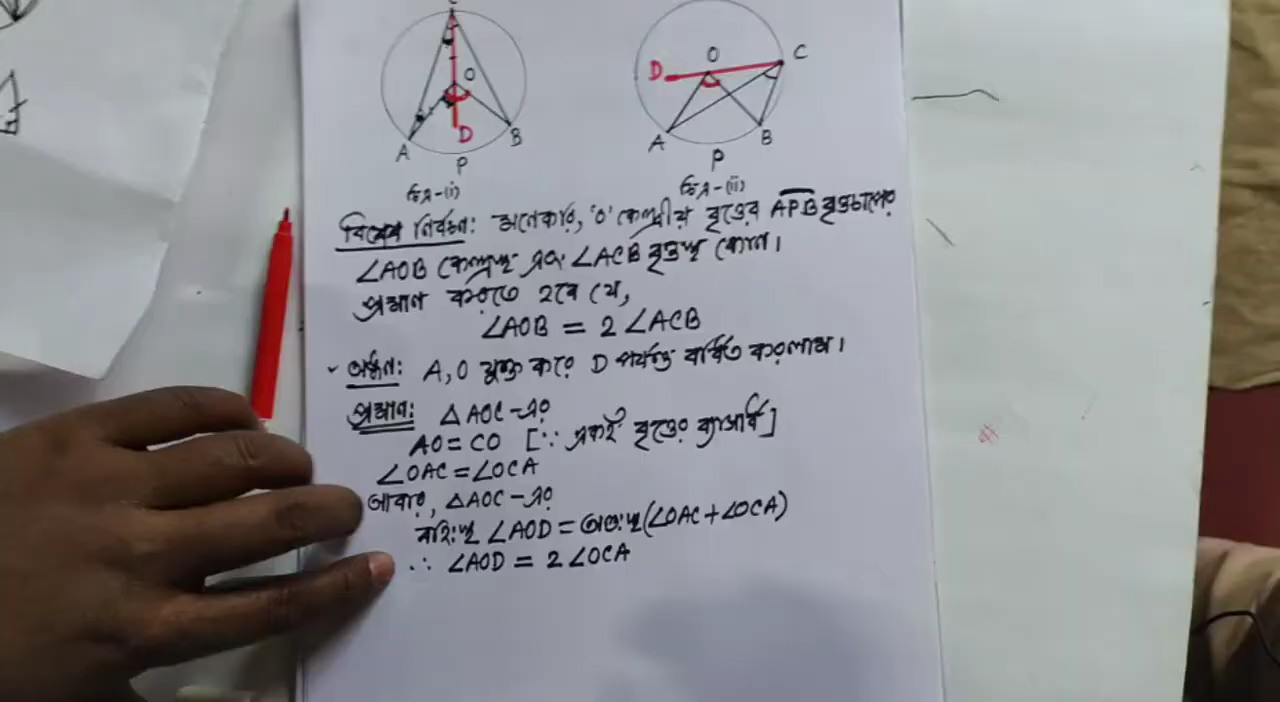 C
O
D
A
B
P
চিত্র-(i)
O
C
D
A
B
P
চিত্র-(ii)
বিশেষ নির্বচন: মনেকরি, 'O' কেন্দ্রীয় বৃত্তের APB বৃত্তচাপের
∠AOB কেন্দ্রস্থ এবং ∠ACB বৃত্তস্থ কোণ।
প্রমাণ করতে হবে যে,
∠AOB = 2 ∠ACB
অঙ্কন: A, O যুক্ত করে D পর্যন্ত বর্ধিত করলাম।
প্রমাণ: △AOC-এর
AO = CO [∵ একই বৃত্তের ব্যাসার্ধ]
∠OAC = ∠OCA
আবার, △AOC-এর
বহিঃস্থ ∠AOD = অন্তঃস্থ (∠OAC + ∠OCA)
∴ ∠AOD = 2 ∠OCA